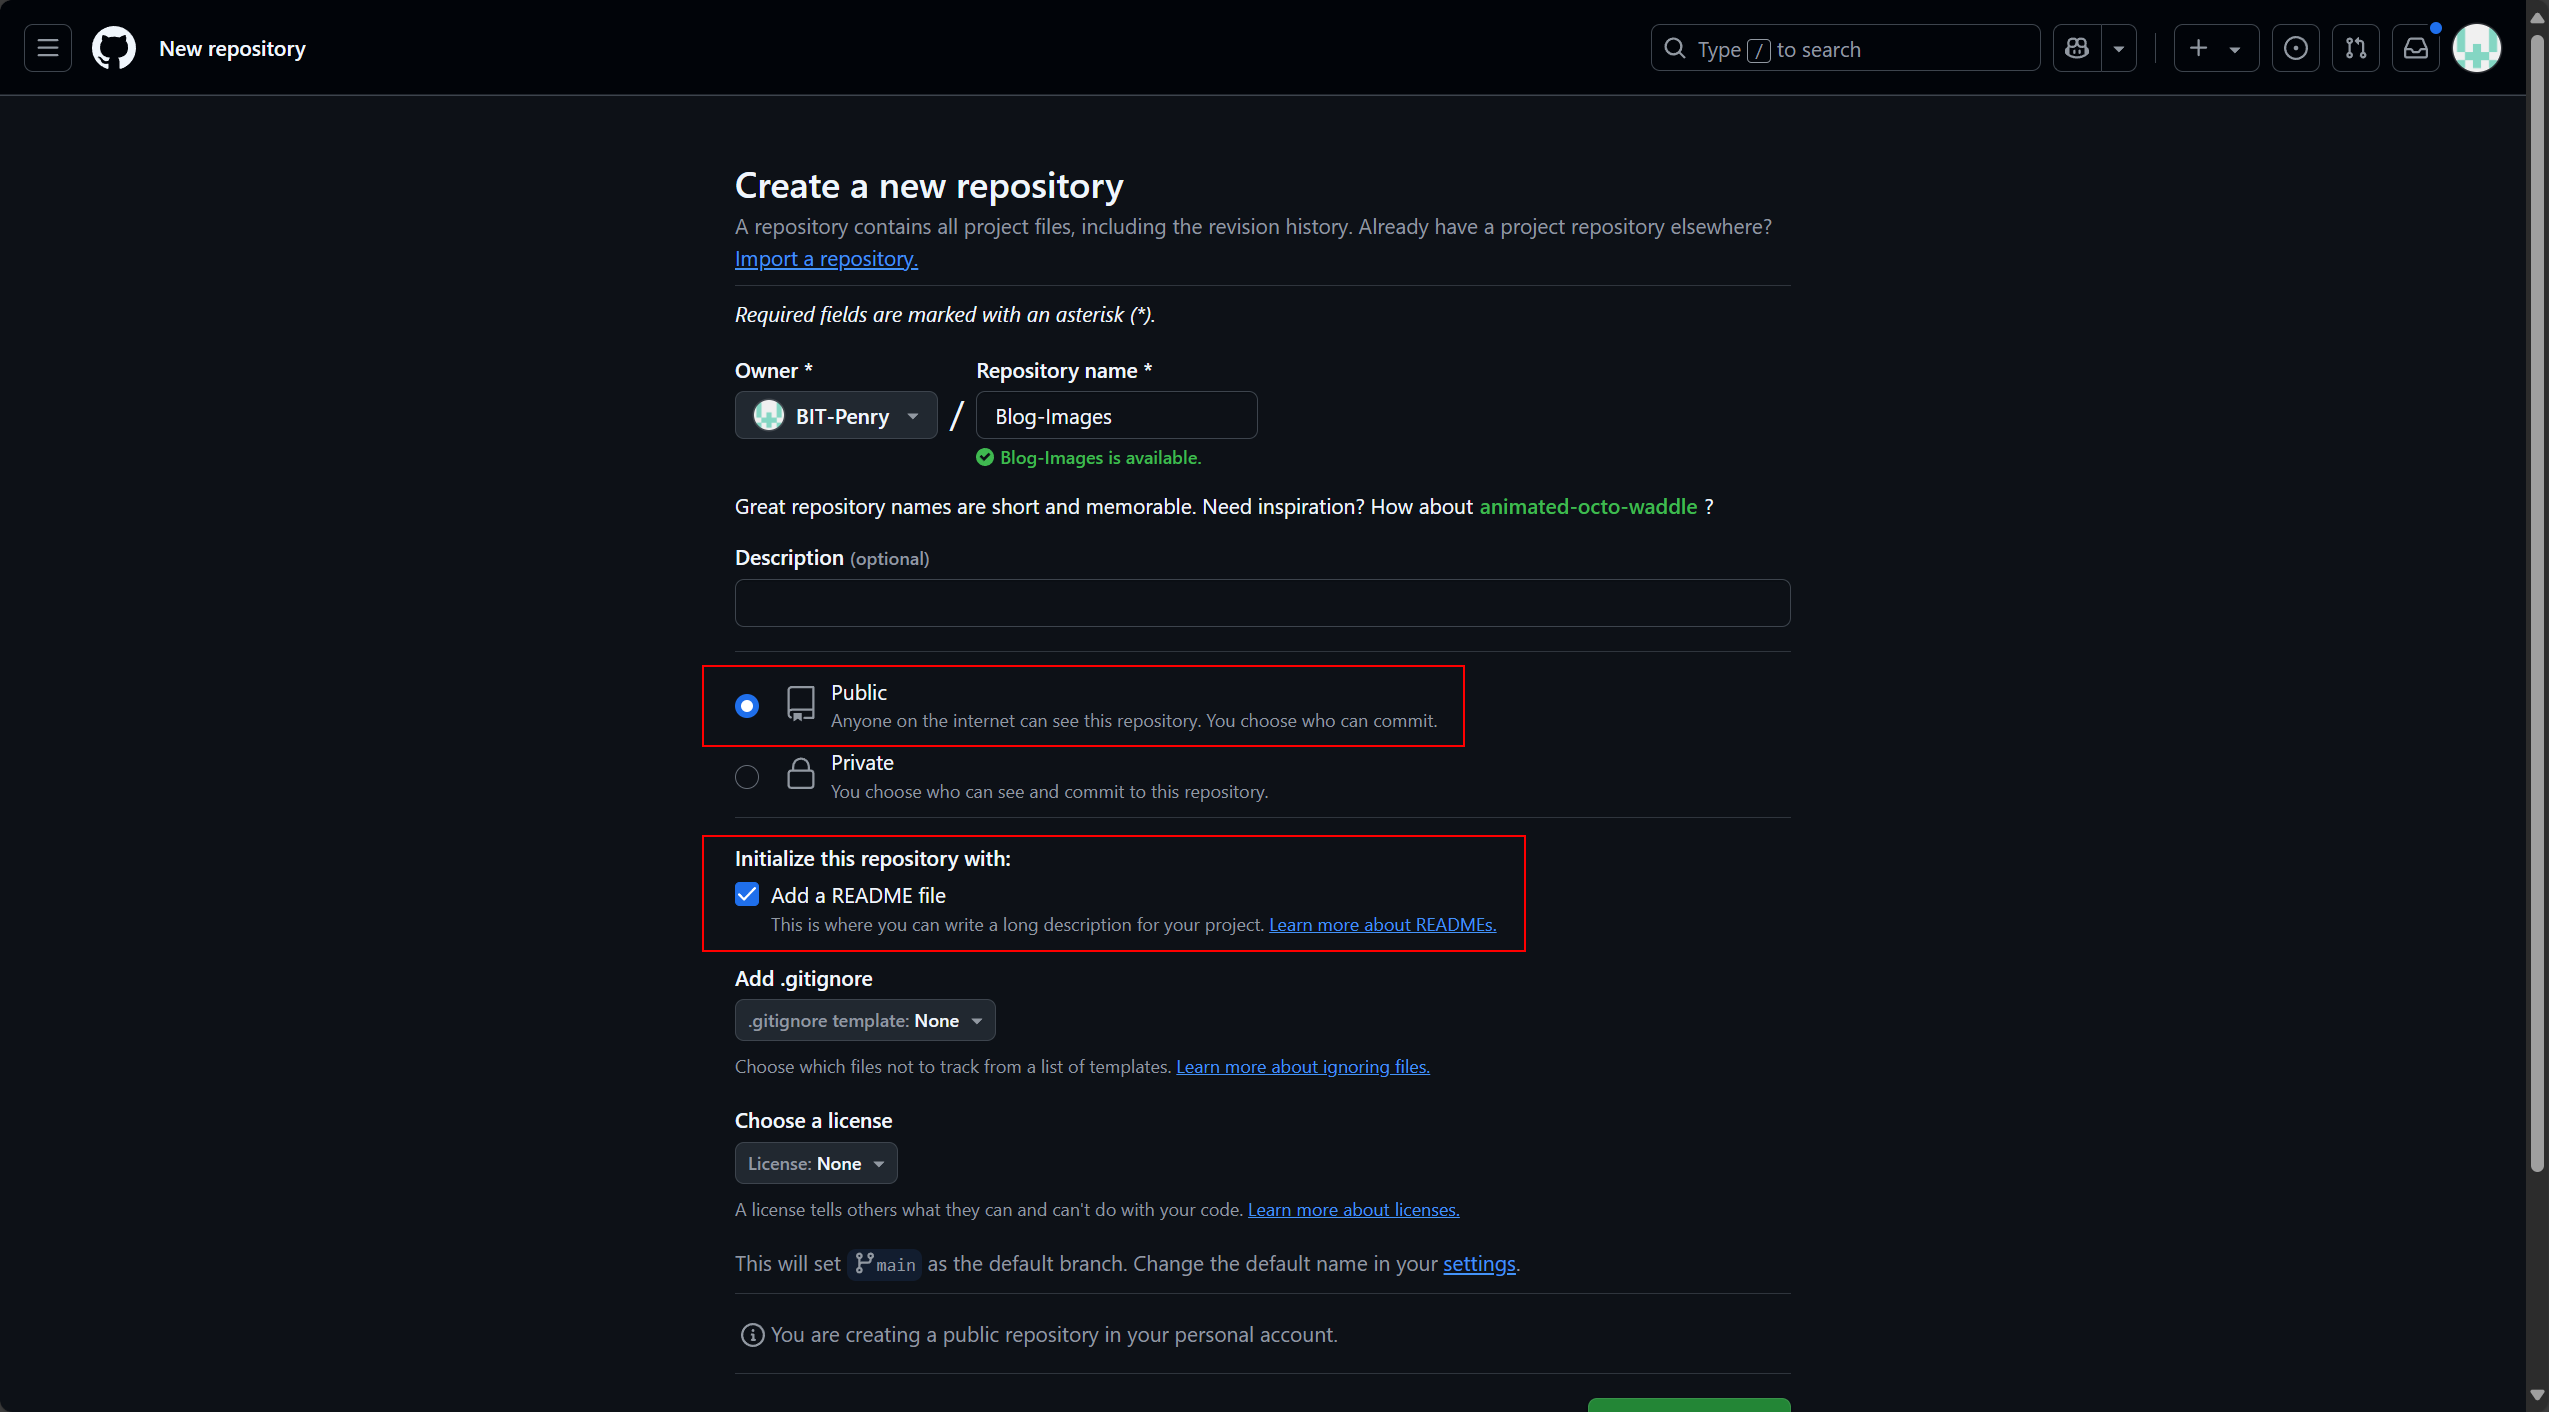 New repository
Type / to search
Create a new repository
A repository contains all project files, including the revision history. Already have a project repository elsewhere?
Import a repository.
Required fields are marked with an asterisk (*).
Owner * Repository name *
BIT-Penry / Blog-Images
Blog-Images is available.
Great repository names are short and memorable. Need inspiration? How about animated-octo-waddle ?
Description (optional)
Public
Anyone on the internet can see this repository. You choose who can commit.
Private
You choose who can see and commit to this repository.
Initialize this repository with:
Add a README file
This is where you can write a long description for your project. Learn more about READMEs.
Add .gitignore
.gitignore template: None
Choose which files not to track from a list of templates. Learn more about ignoring files.
Choose a license
License: None
A license tells others what they can and can't do with your code. Learn more about licenses.
This will set main as the default branch. Change the default name in your settings.
You are creating a public repository in your personal account.